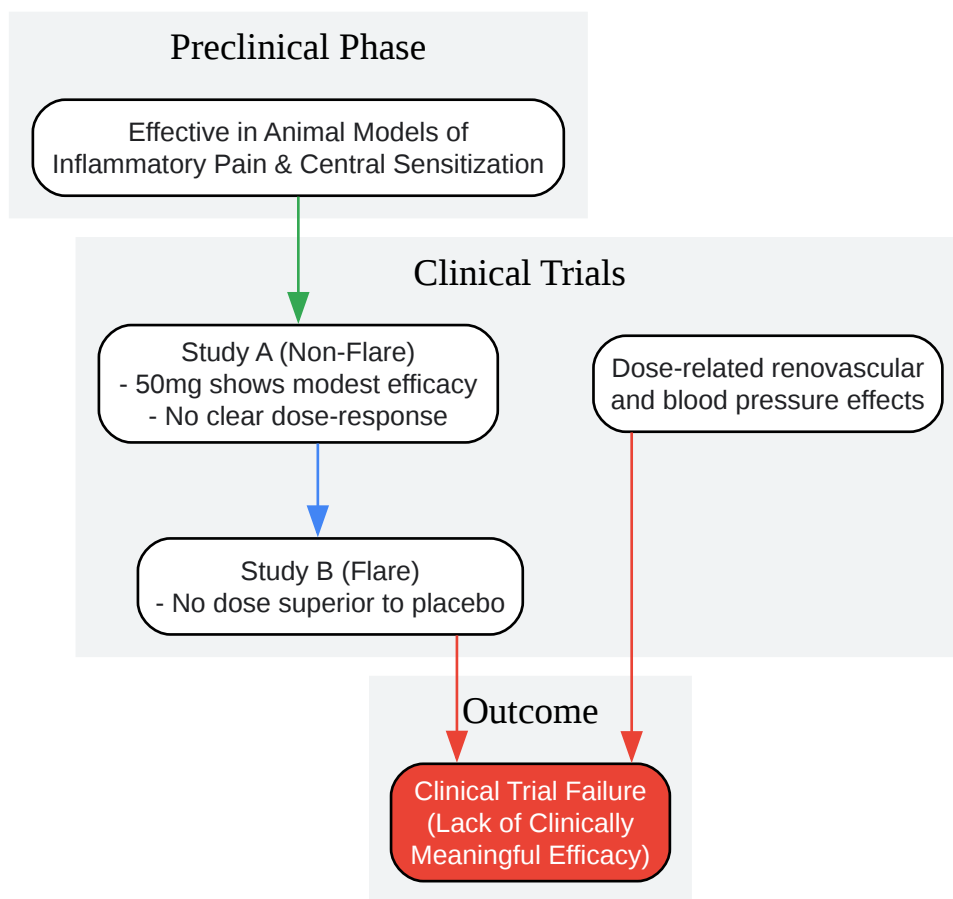 Preclinical Phase
Effective in Animal Models of
Inflammatory Pain & Central Sensitization
Clinical Trials
Study A (Non-Flare)
- 50mg shows modest efficacy
- No clear dose-response
Dose-related renovascular
and blood pressure effects
Study B (Flare)
- No dose superior to placebo
Outcome
Clinical Trial Failure
(Lack of Clinically
Meaningful Efficacy)